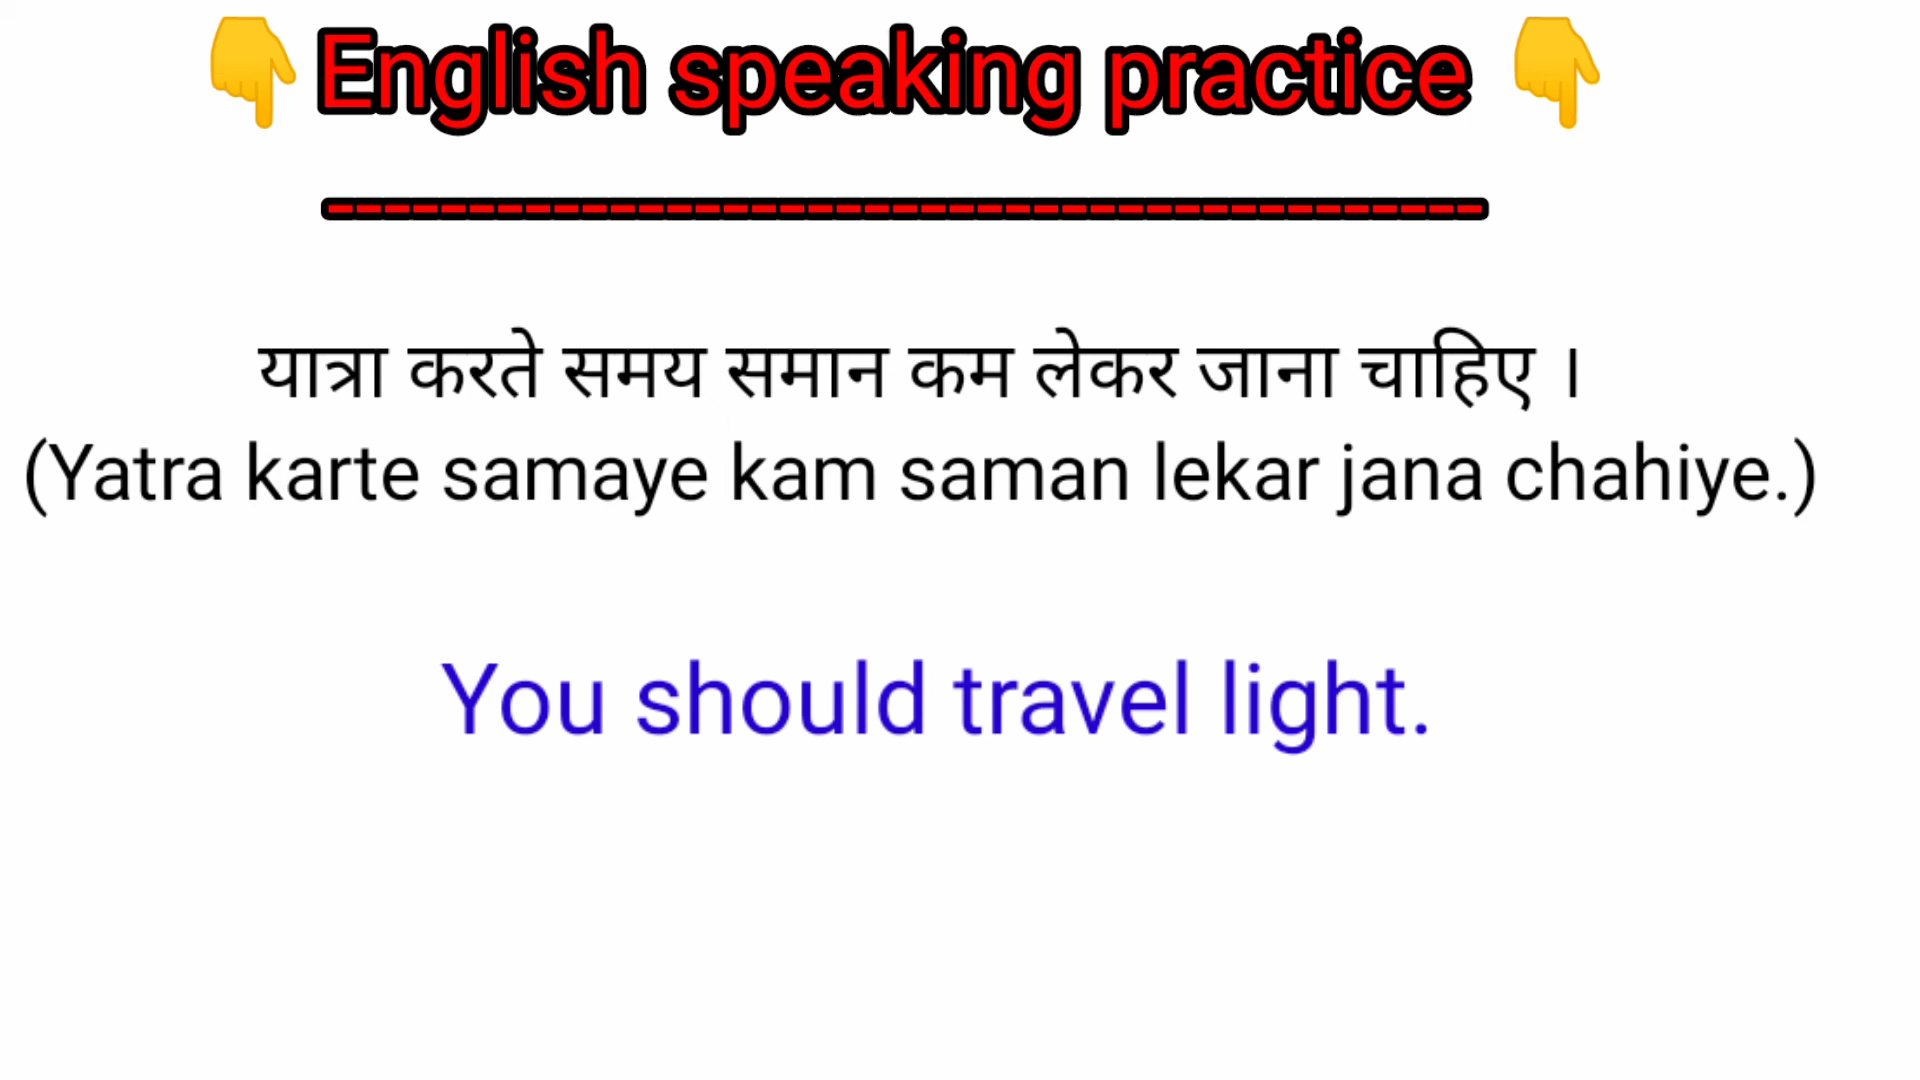 👇English speaking practice 👇
-----------------------------------------
यात्रा करते समय समान कम लेकर जाना चाहिए ।
(Yatra karte samaye kam saman lekar jana chahiye.)
You should travel light.